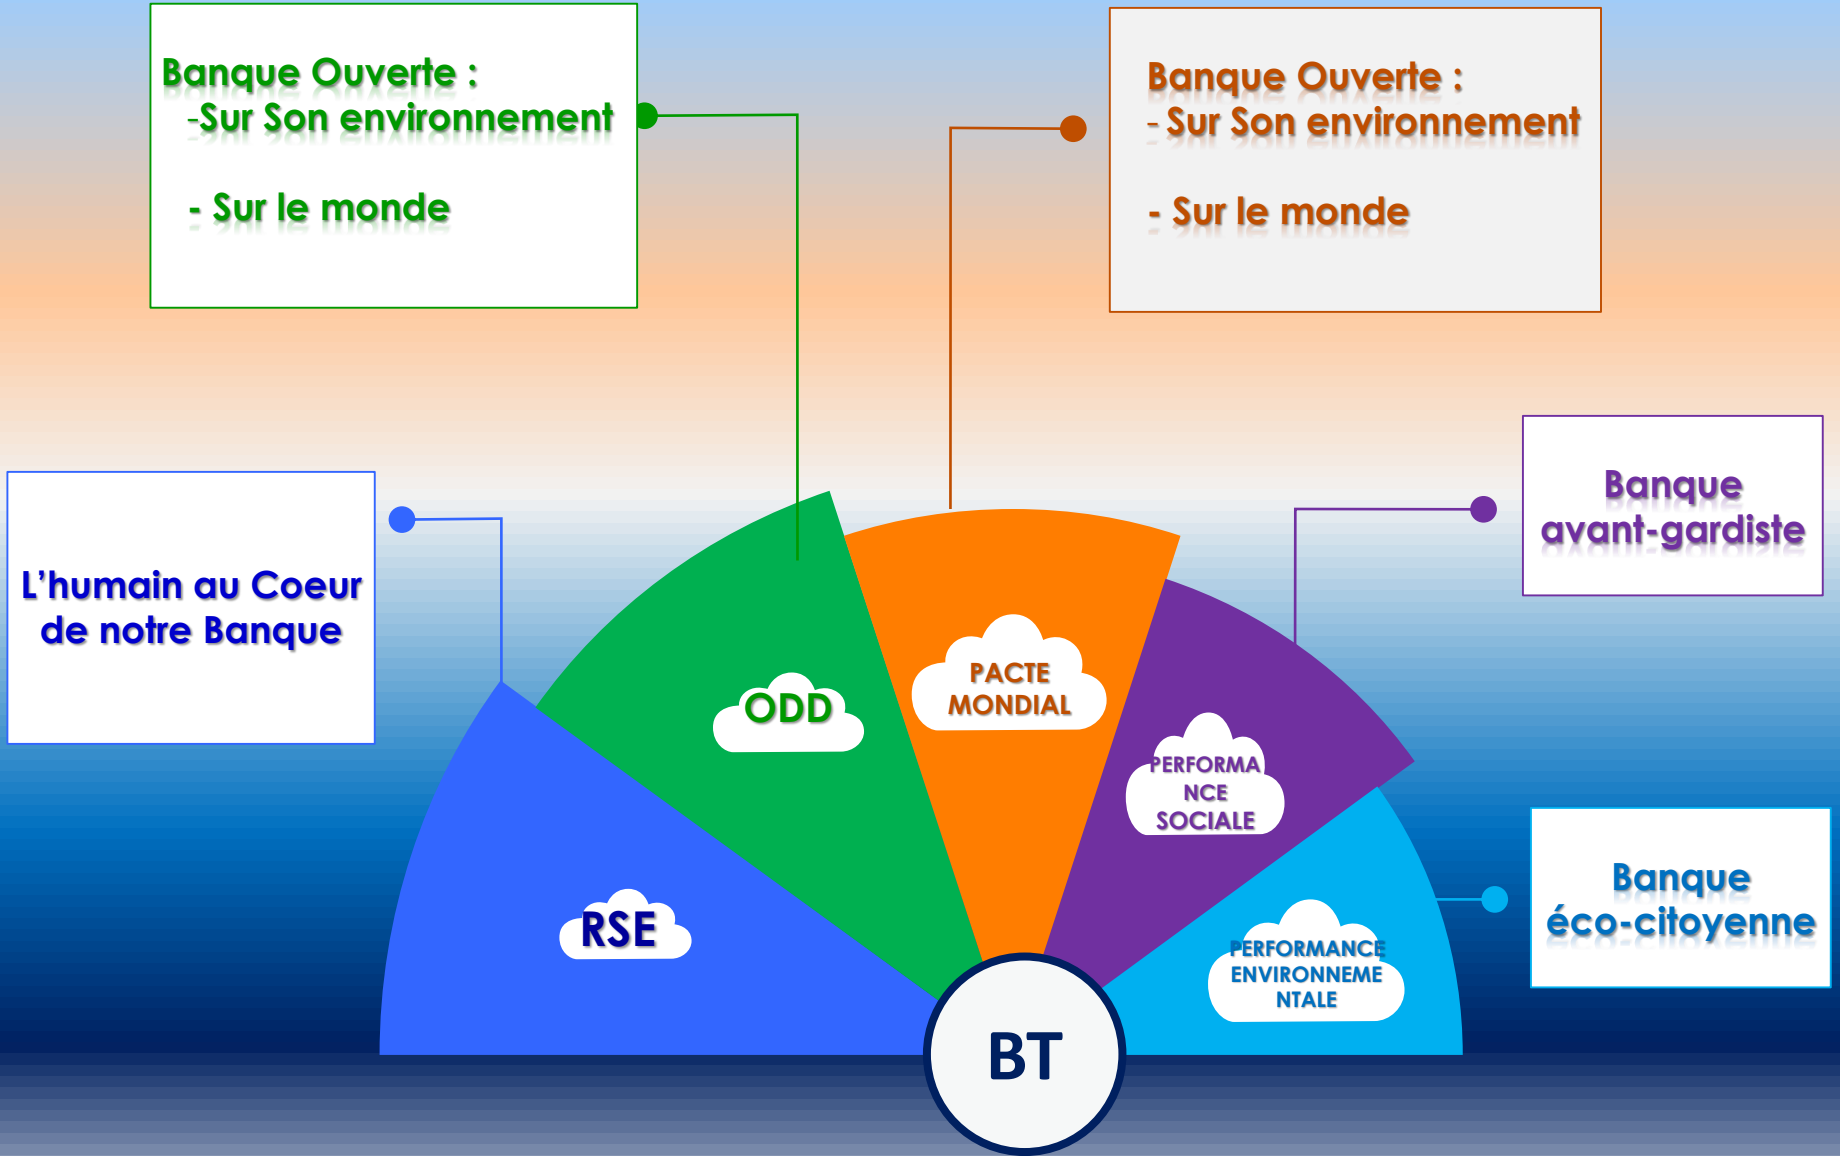 Banque Ouverte :
-Sur Son environnement
- Sur le monde
Banque Ouverte :
- Sur Son environnement
- Sur le monde
L’humain au Coeur
de notre Banque
Banque
avant-gardiste
Banque
éco-citoyenne
RSE
ODD
PACTE
MONDIAL
PERFORMA
NCE
SOCIALE
PERFORMANCE
ENVIRONNEME
NTALE
BT